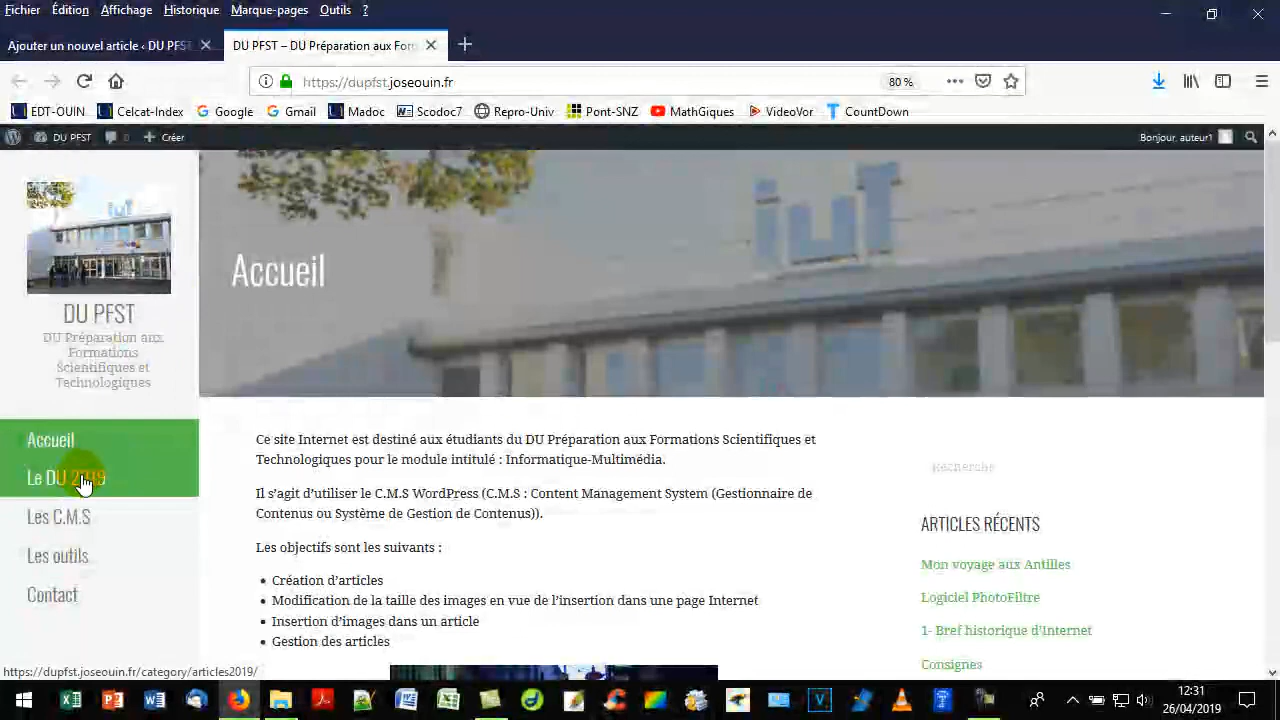 Fichier Édition Affichage Historique Marque-pages Outils ?
Ajouter un nouvel article ‹ DU PFST
DU PFST – DU Préparation aux For
https://dupfst.joseouin.fr
80 %
EDT-OUIN Celcat-Index Google Gmail Madoc Scodoc7 Repro-Univ Pont-SNZ MathGiques VideoVor CountDown
DU PFST 0 Créer
Bonjour, auteur1
iut
iut
Accueil
DU PFST
DU Préparation aux
Formations
Scientifiques et
Technologiques
Accueil
Le DU 2019
Les C.M.S
Les outils
Contact
Ce site Internet est destiné aux étudiants du DU Préparation aux Formations Scientifiques et
Technologiques pour le module intitulé : Informatique-Multimédia.
Il s’agit d’utiliser le C.M.S WordPress (C.M.S : Content Management System (Gestionnaire de
Contenus ou Système de Gestion de Contenus)).
Les objectifs sont les suivants :
• Création d’articles
• Modification de la taille des images en vue de l’insertion dans une page Internet
• Insertion d’images dans un article
• Gestion des articles
Recherche
ARTICLES RÉCENTS
Mon voyage aux Antilles
Logiciel PhotoFiltre
1- Bref historique d’Internet
Consignes
https://dupfst.joseouin.fr/category/articles2019/
12:31
26/04/2019